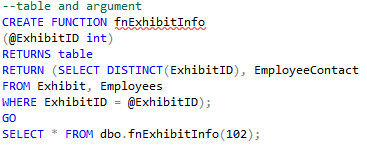 --table and argument
CREATE FUNCTION fnExhibitInfo
(@ExhibitID int)
RETURNS table
RETURN (SELECT DISTINCT(ExhibitID), EmployeeContact
FROM Exhibit, Employees
WHERE ExhibitID = @ExhibitID);
GO
SELECT * FROM dbo.fnExhibitInfo(102);